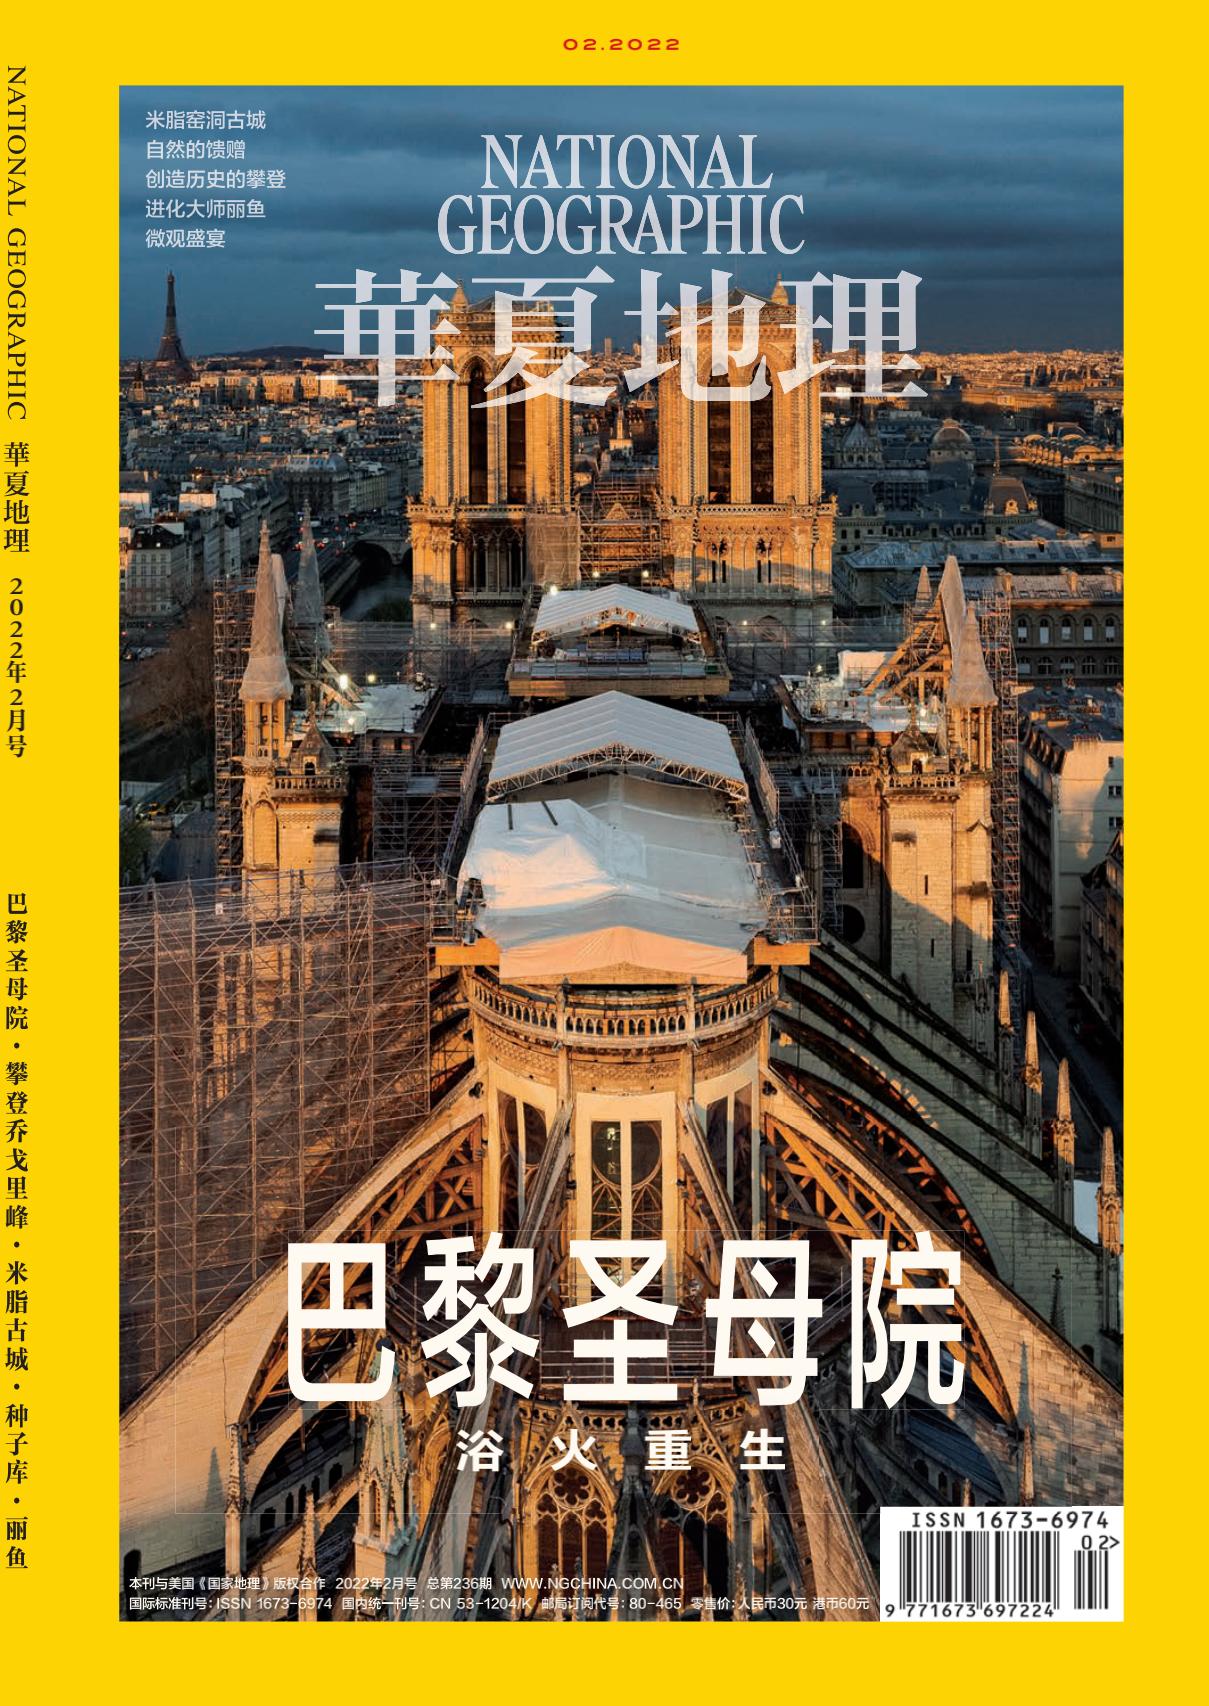 02.2022
米脂窑洞古城
自然的馈赠
创造历史的攀登
进化大师丽鱼
微观盛宴
NATIONAL
GEOGRAPHIC
華夏地理
巴黎圣母院
浴火重生
本刊与美国《国家地理》版权合作 2022年2月号 总第236期 WWW.NGCHINA.COM.CN
国际标准刊号: ISSN 1673-6974 国内统一刊号: CN 53-1204/K 邮局订阅代号: 80-465 零售价: 人民币30元 港币60元
ISSN 1673-6974
02>
9 771673 697224
NATIONAL GEOGRAPHIC 華夏地理 2022年2月号 巴黎圣母院·攀登乔戈里峰·米脂古城·种子库·丽鱼